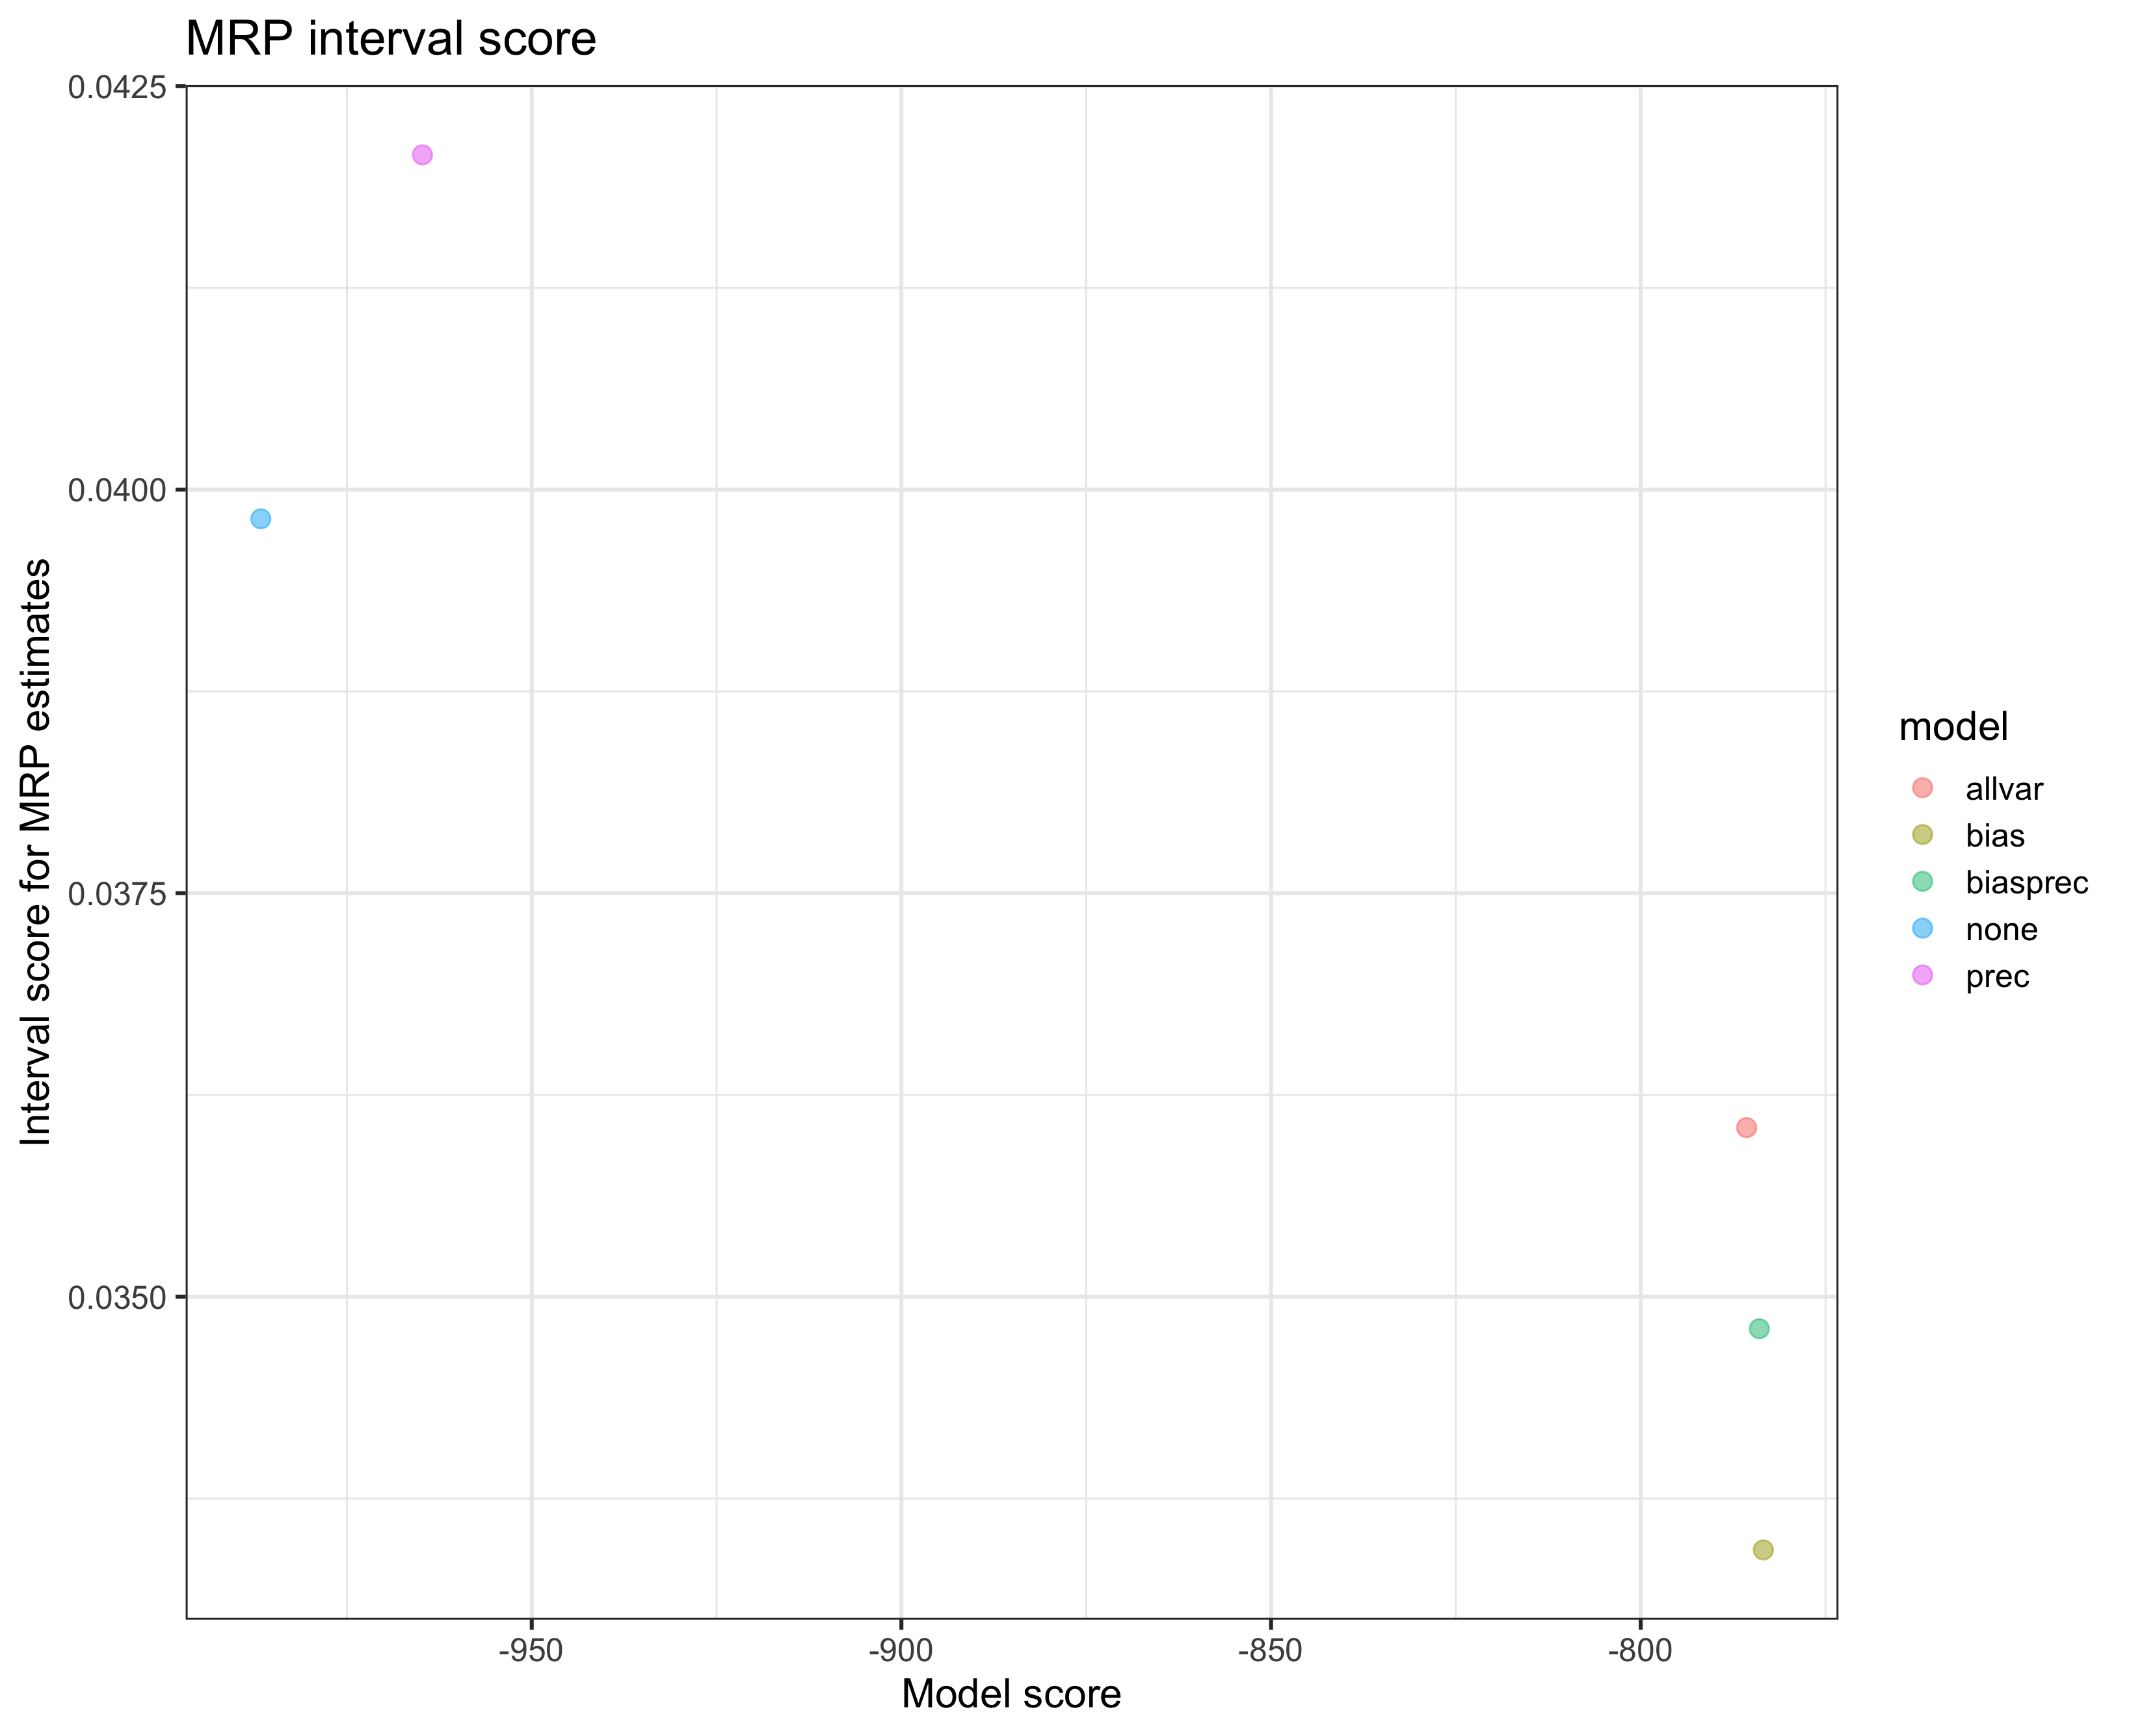 MRP interval score
Interval score for MRP estimates
0.0425
0.0400
0.0375
0.0350
-950
-900
-850
-800
Model score
model
allvar
bias
biasprec
none
prec